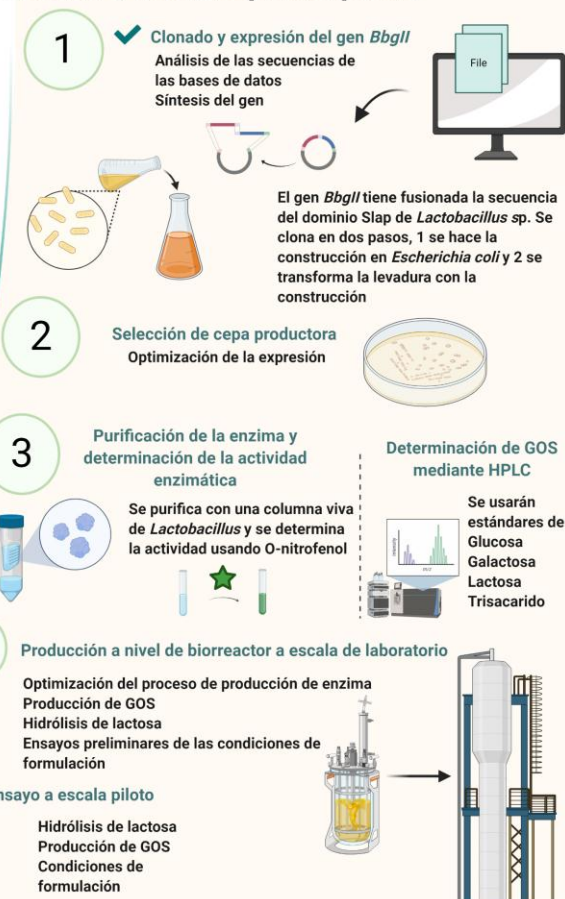 1
Clonado y expresión del gen BbgII
Análisis de las secuencias de
las bases de datos
Síntesis del gen
File
El gen BbgII tiene fusionada la secuencia
del dominio Slap de Lactobacillus sp. Se
clona en dos pasos, 1 se hace la
construcción en Escherichia coli y 2 se
transforma la levadura con la
construcción
2
Selección de cepa productora
Optimización de la expresión
3
Purificación de la enzima y
determinación de la actividad
enzimática
Se purifica con una columna viva
de Lactobacillus y se determina
la actividad usando O-nitrofenol
Determinación de GOS
mediante HPLC
Se usarán
estándares de
Glucosa
Galactosa
Lactosa
Trisacarido
Producción a nivel de biorreactor a escala de laboratorio
Optimización del proceso de producción de enzima
Producción de GOS
Hidrólisis de lactosa
Ensayos preliminares de las condiciones de
formulación
nsayo a escala piloto
Hidrólisis de lactosa
Producción de GOS
Condiciones de
formulación